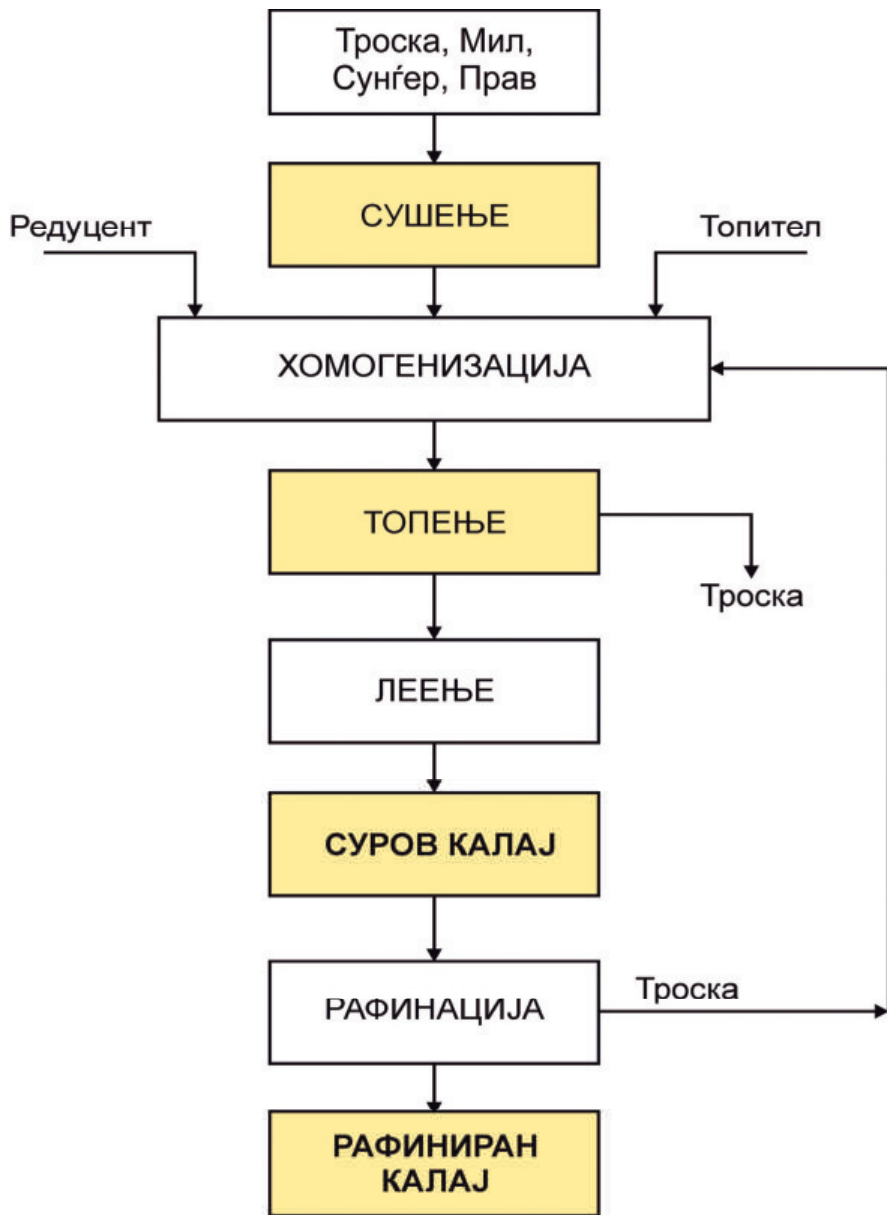 Троска, Мил,
Сунѓер, Прав
СУШЕЊЕ
Редуцент
Топител
ХОМОГЕНИЗАЦИЈА
ТОПЕЊЕ
Троска
ЛЕЕЊЕ
СУРОВ КАЛАЈ
РАФИНАЦИЈА
Троска
РАФИНИРАН
КАЛАЈ